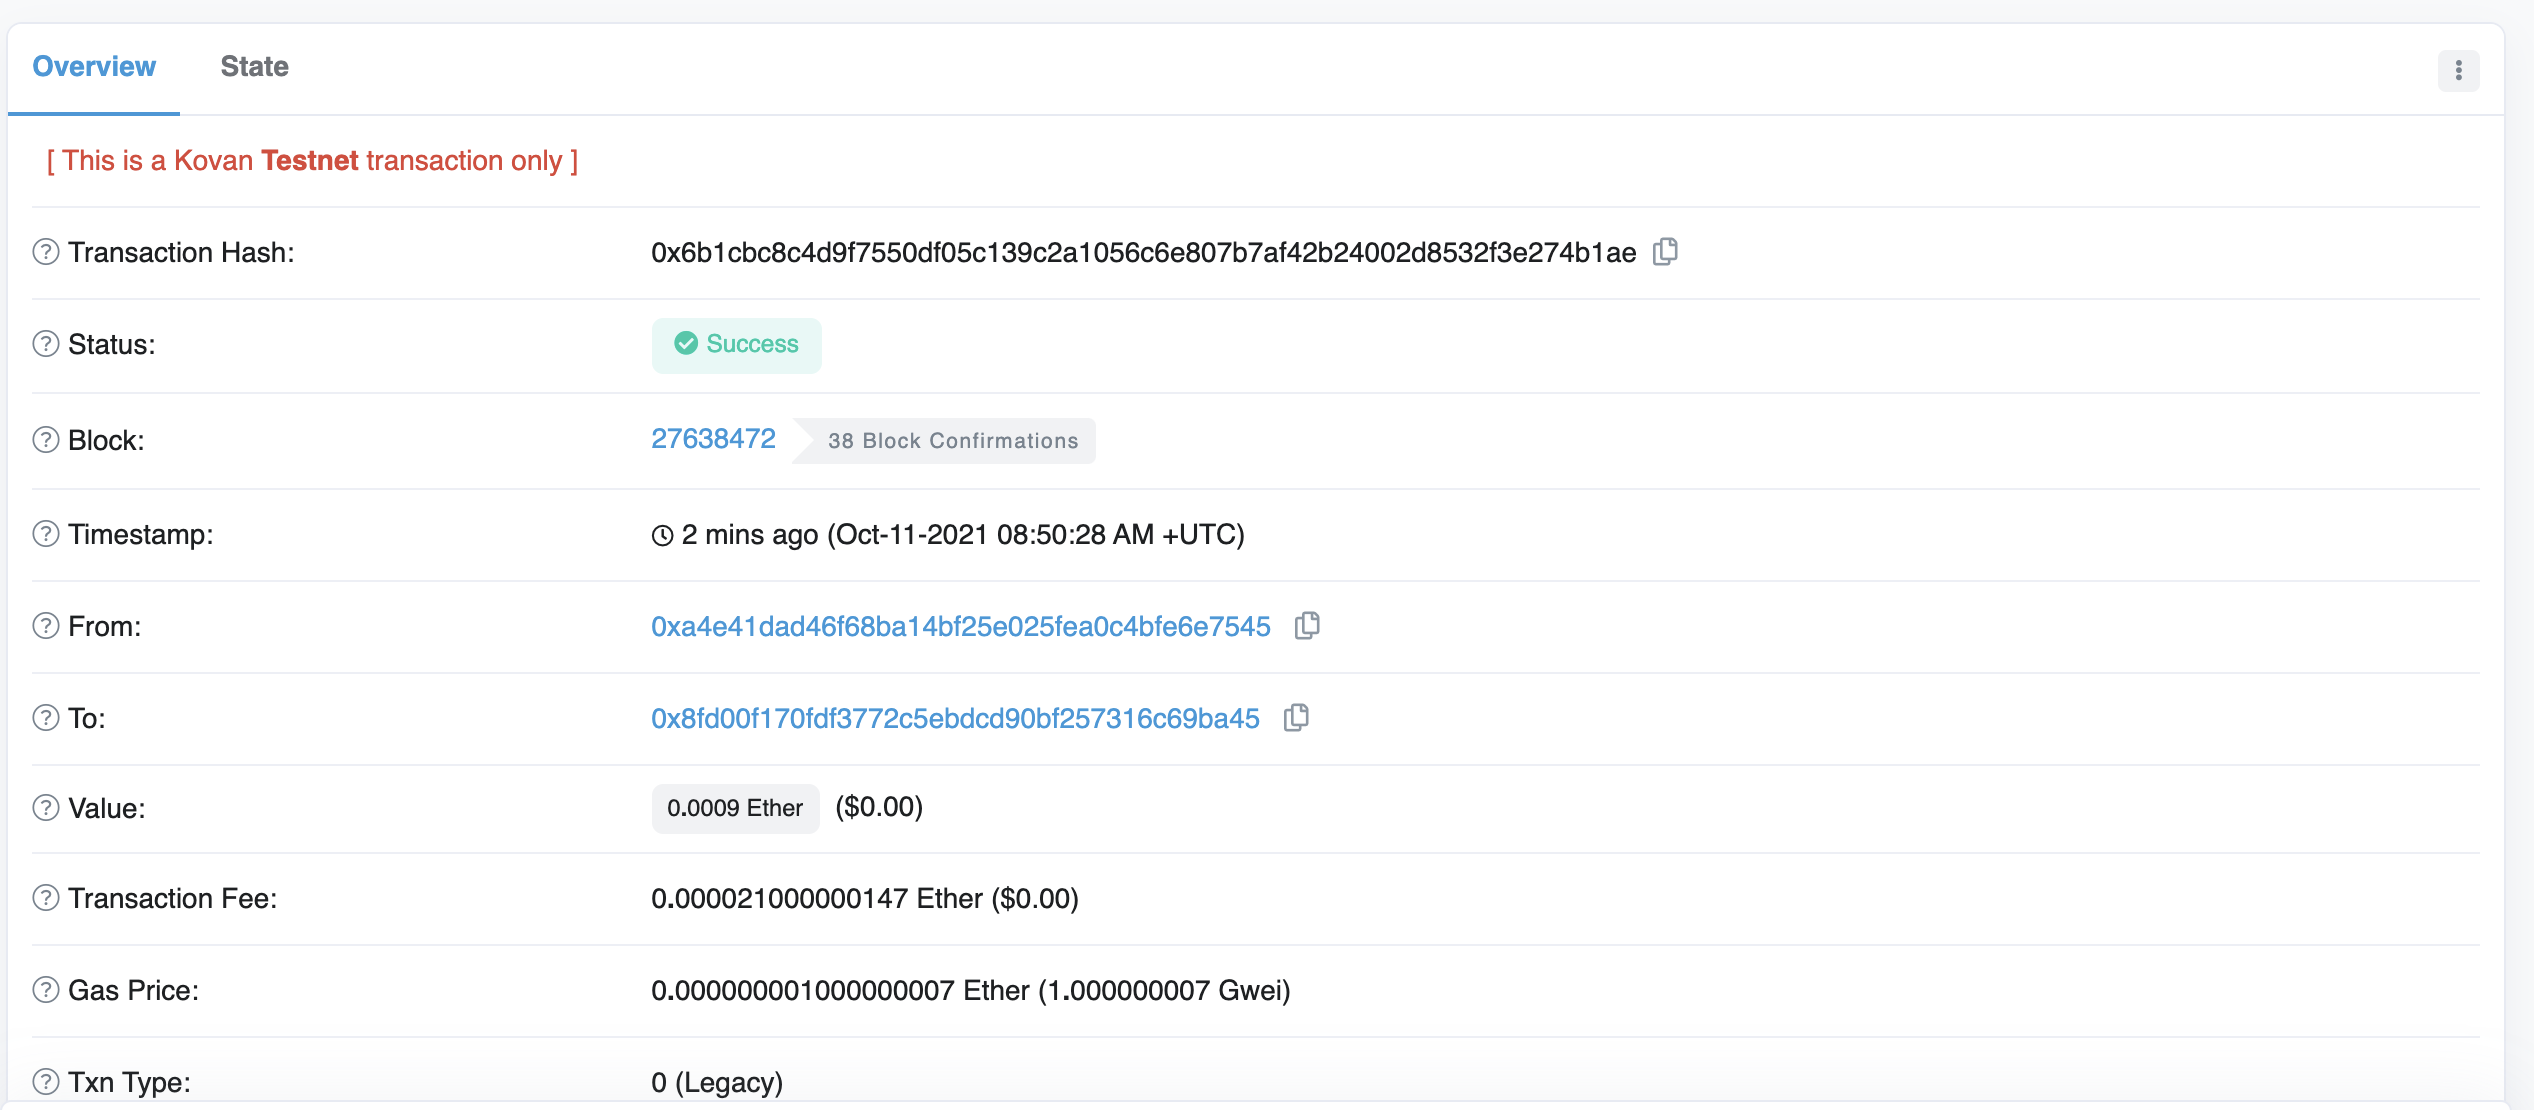 Overview State
[ This is a Kovan Testnet transaction only ]
Transaction Hash: 0x6b1cbc8c4d9f7550df05c139c2a1056c6e807b7af42b24002d8532f3e274b1ae
Status: Success
Block: 27638472 38 Block Confirmations
Timestamp: 2 mins ago (Oct-11-2021 08:50:28 AM +UTC)
From: 0xa4e41dad46f68ba14bf25e025fea0c4bfe6e7545
To: 0x8fd00f170fdf3772c5ebdcd90bf257316c69ba45
Value: 0.0009 Ether ($0.00)
Transaction Fee: 0.000021000000147 Ether ($0.00)
Gas Price: 0.000000001000000007 Ether (1.000000007 Gwei)
Txn Type: 0 (Legacy)